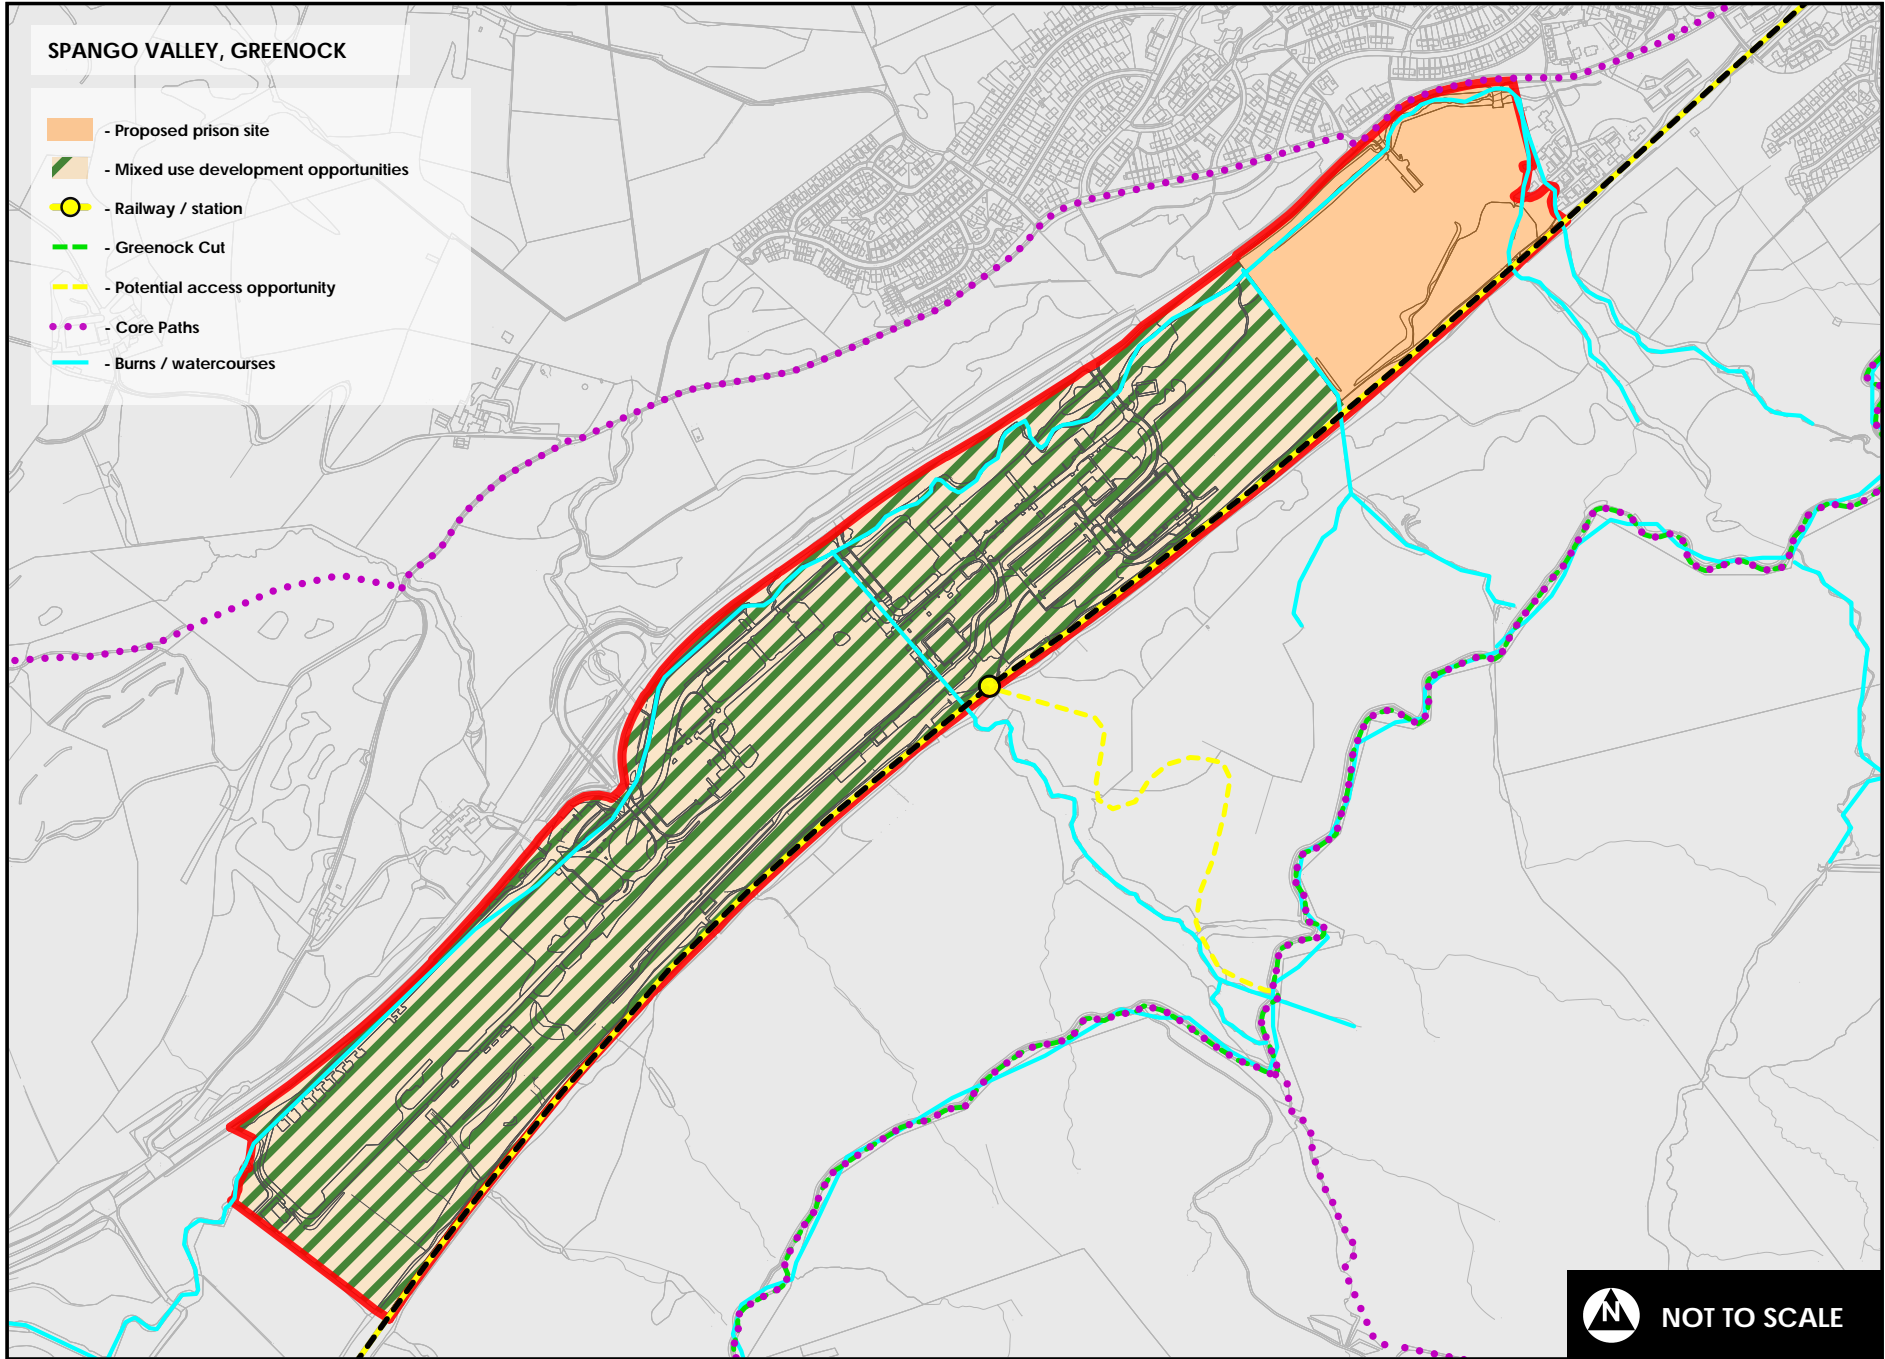 SPANGO VALLEY, GREENOCK
- Proposed prison site
- Mixed use development opportunities
- Railway / station
- Greenock Cut
- Potential access opportunity
- Core Paths
- Burns / watercourses
N NOT TO SCALE